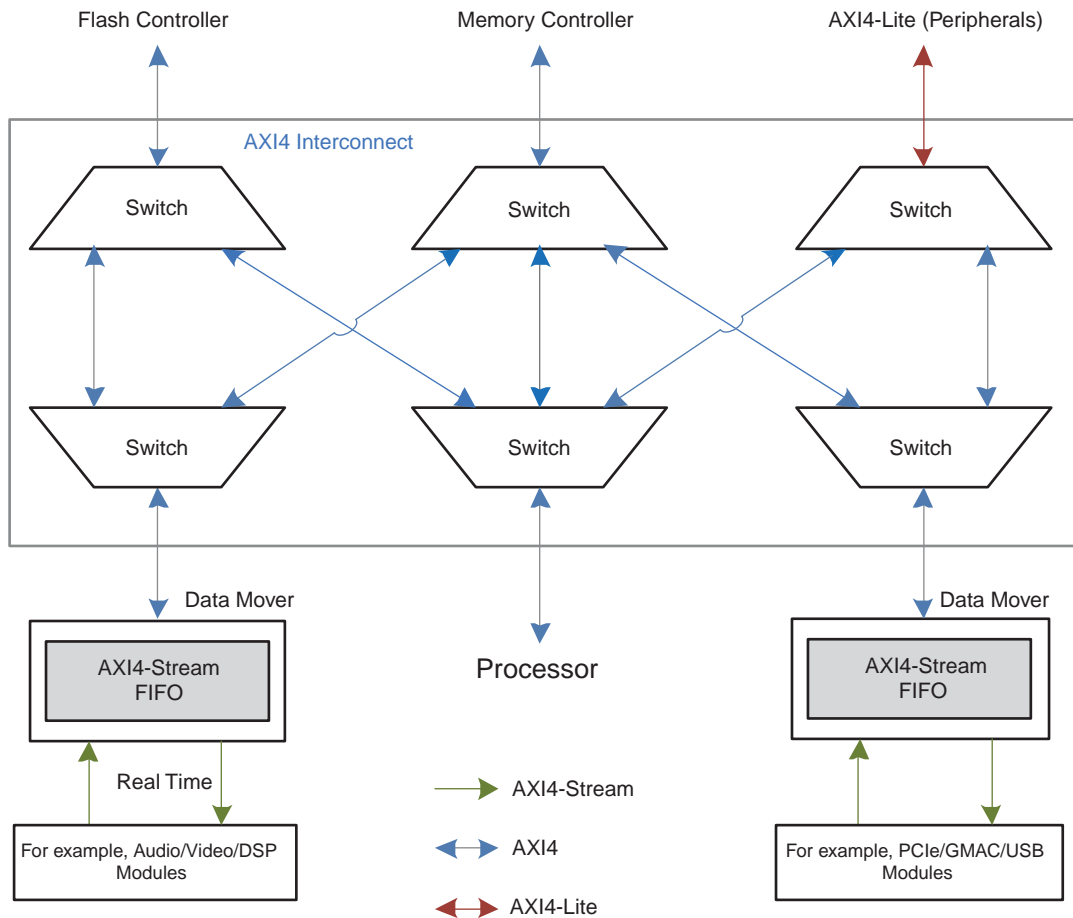 Flash Controller
Memory Controller
AXI4-Lite (Peripherals)
AXI4 Interconnect
Switch
Switch
Switch
Switch
Switch
Switch
Data Mover
Data Mover
AXI4-Stream
FIFO
Processor
AXI4-Stream
FIFO
Real Time
AXI4-Stream
For example, Audio/Video/DSP
Modules
AXI4
For example, PCIe/GMAC/USB
Modules
AXI4-Lite